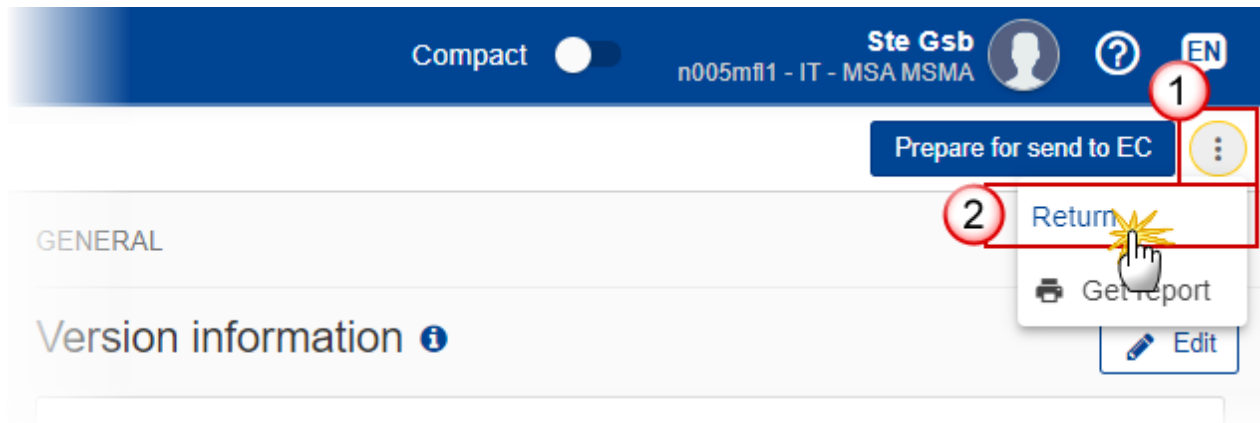 Compact
Ste Gsb
n005mfl1 - IT - MSA MSMA
EN
1
Prepare for send to EC
2
Return
GENERAL
Get report
Version information
Edit